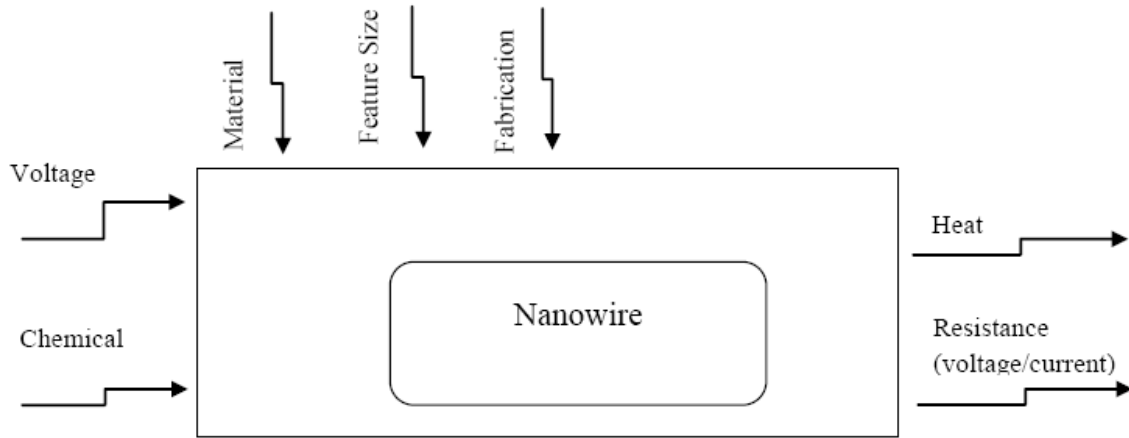 Material
Feature Size
Fabrication
Voltage
Heat
Nanowire
Chemical
Resistance
(voltage/current)